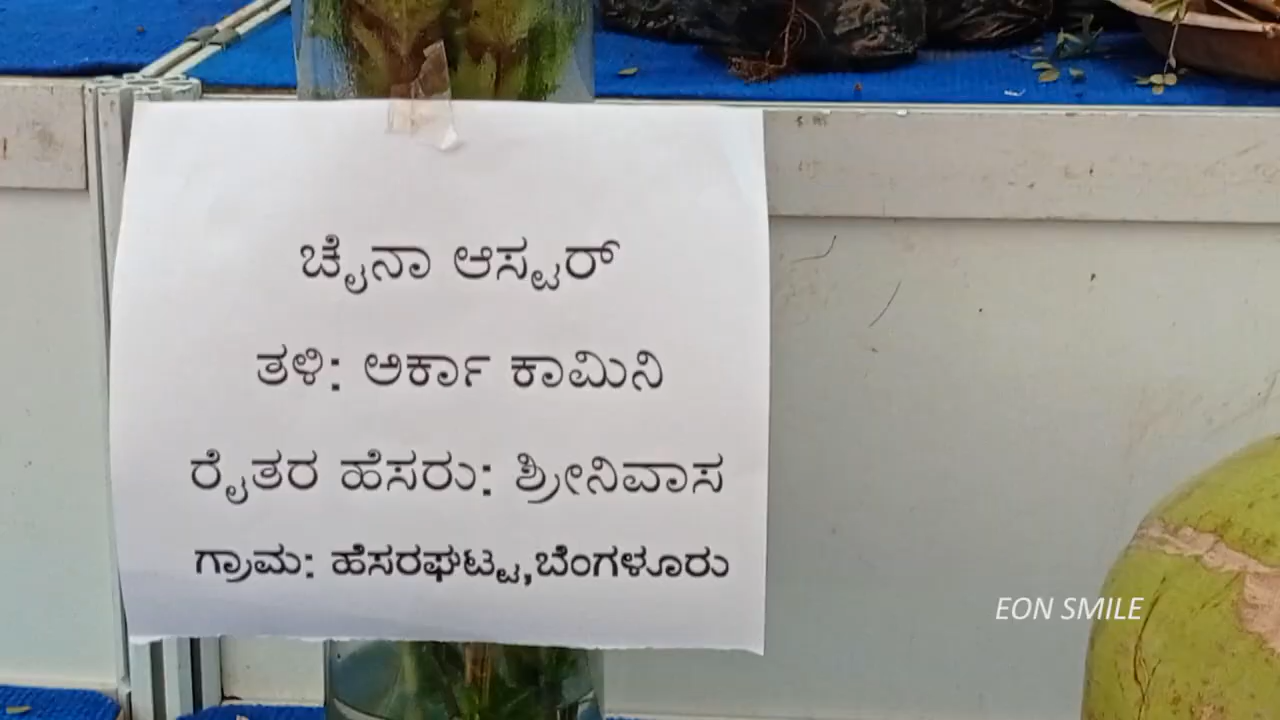 ಚೈನಾ ಆಸ್ಟರ್
ತಳಿ: ಅರ್ಕಾ ಕಾಮಿನಿ
ರೈತರ ಹೆಸರು: ಶ್ರೀನಿವಾಸ
ಗ್ರಾಮ: ಹೆಸರಘಟ್ಟ,ಬೆಂಗಳೂರು
EON SMILE